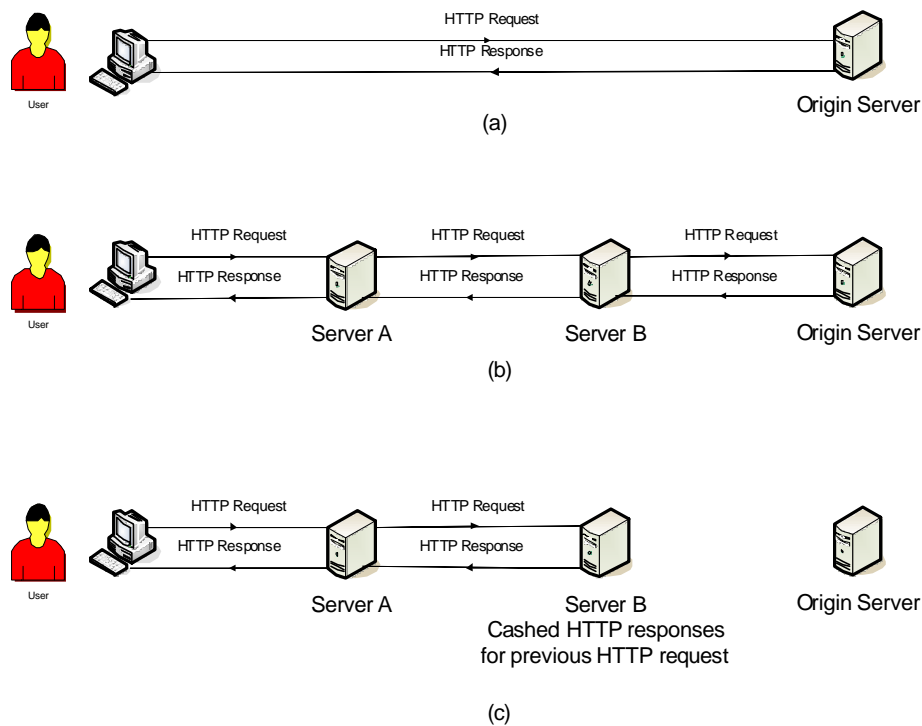 HTTP Request
HTTP Response
User
Origin Server
(a)
HTTP Request
HTTP Request
HTTP Request
HTTP Response
HTTP Response
HTTP Response
User
Server A
Server B
Origin Server
(b)
HTTP Request
HTTP Request
HTTP Response
HTTP Response
User
Server A
Server B
Origin Server
Cashed HTTP responses
for previous HTTP request
(c)